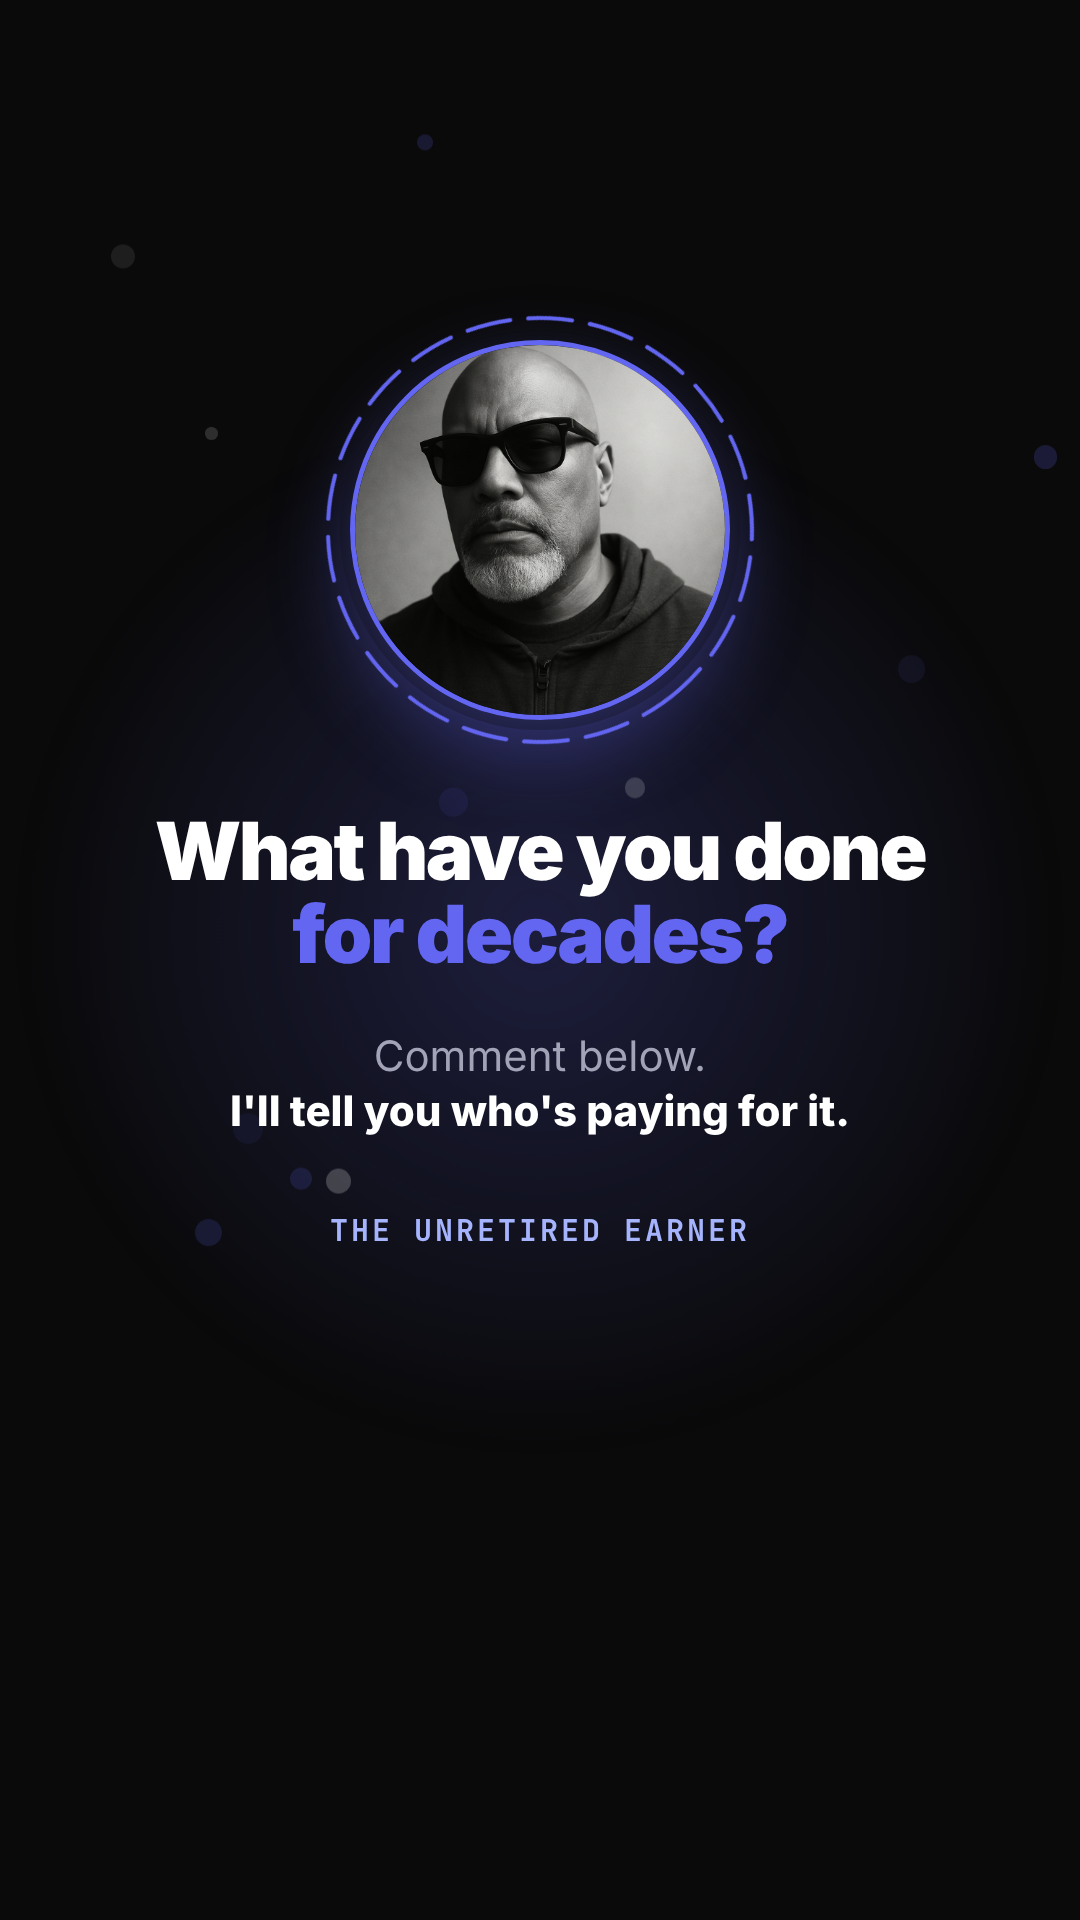 What have you done
for decades?
Comment below.
I'll tell you who's paying for it.
THE UNRETIRED EARNER